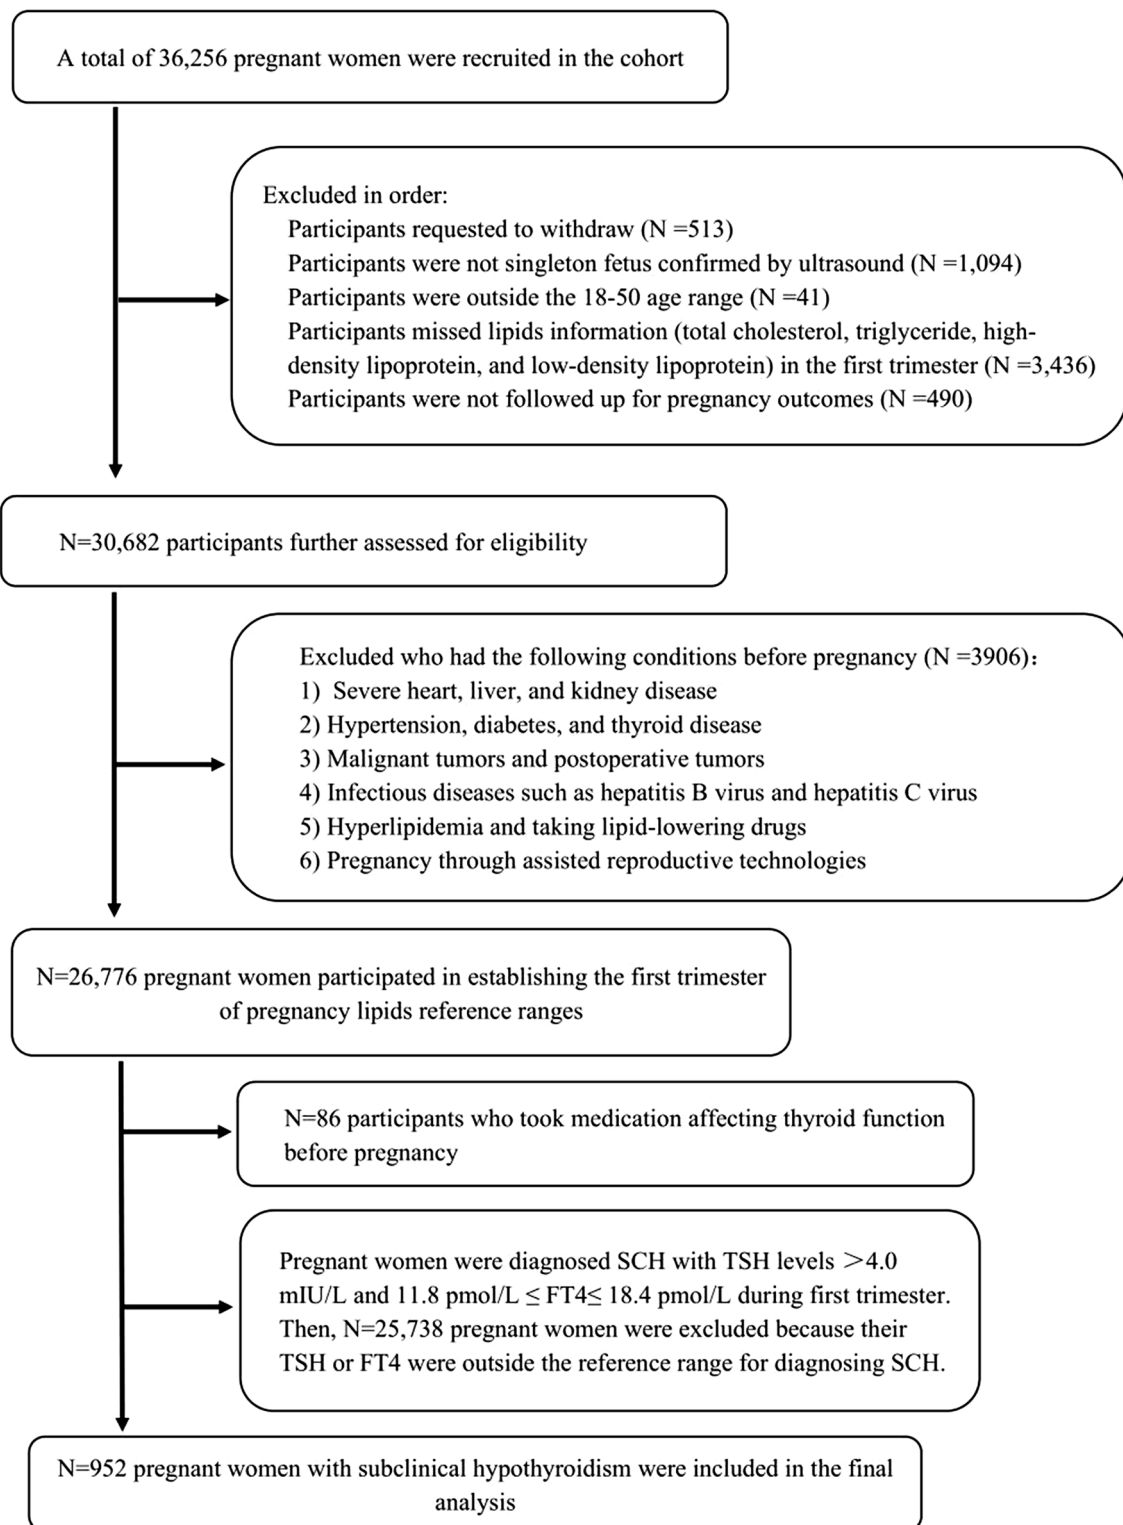 A total of 36,256 pregnant women were recruited in the cohort
Excluded in order:
Participants requested to withdraw (N =513)
Participants were not singleton fetus confirmed by ultrasound (N =1,094)
Participants were outside the 18-50 age range (N =41)
Participants missed lipids information (total cholesterol, triglyceride, high-
density lipoprotein, and low-density lipoprotein) in the first trimester (N =3,436)
Participants were not followed up for pregnancy outcomes (N =490)
N=30,682 participants further assessed for eligibility
Excluded who had the following conditions before pregnancy (N =3906):
1) Severe heart, liver, and kidney disease
2) Hypertension, diabetes, and thyroid disease
3) Malignant tumors and postoperative tumors
4) Infectious diseases such as hepatitis B virus and hepatitis C virus
5) Hyperlipidemia and taking lipid-lowering drugs
6) Pregnancy through assisted reproductive technologies
N=26,776 pregnant women participated in establishing the first trimester
of pregnancy lipids reference ranges
N=86 participants who took medication affecting thyroid function
before pregnancy
Pregnant women were diagnosed SCH with TSH levels >4.0
mIU/L and 11.8 pmol/L ≤ FT4≤ 18.4 pmol/L during first trimester.
Then, N=25,738 pregnant women were excluded because their
TSH or FT4 were outside the reference range for diagnosing SCH.
N=952 pregnant women with subclinical hypothyroidism were included in the final
analysis